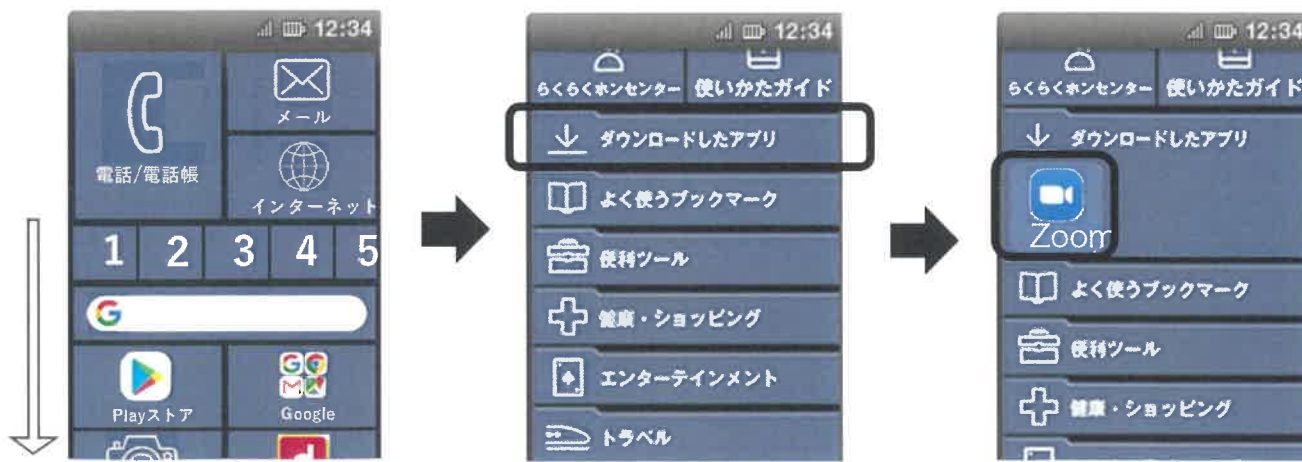 12:34
電話/電話帳
メール
インターネット
1 2 3 4 5
Playストア
Google
12:34
らくらくホンセンター
使いかたガイド
ダウンロードしたアプリ
よく使うブックマーク
便利ツール
健康・ショッピング
エンターテインメント
トラベル
12:34
らくらくホンセンター
使いかたガイド
ダウンロードしたアプリ
Zoom
よく使うブックマーク
便利ツール
健康・ショッピング